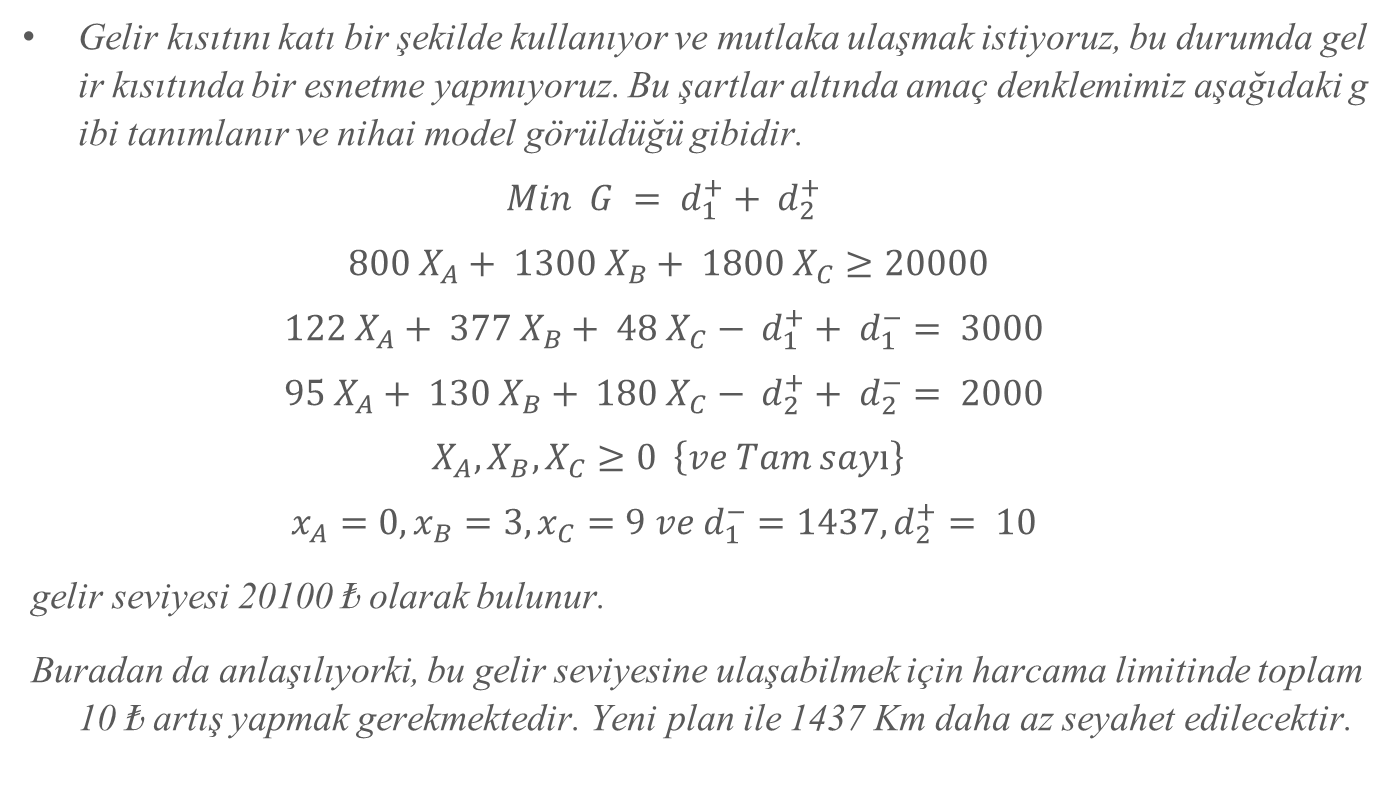 • Gelir kısıtını katı bir şekilde kullanıyor ve mutlaka ulaşmak istiyoruz, bu durumda gel
ir kısıtında bir esnetme yapmıyoruz. Bu şartlar altında amaç denklemimiz aşağıdaki g
ibi tanımlanır ve nihai model görüldüğü gibidir.
Min G = d₁⁺ + d₂⁺
800 X_A + 1300 X_B + 1800 X_C ≥ 20000
122 X_A + 377 X_B + 48 X_C − d₁⁺ + d₁⁻ = 3000
95 X_A + 130 X_B + 180 X_C − d₂⁺ + d₂⁻ = 2000
X_A, X_B, X_C ≥ 0 {ve Tam sayı}
x_A = 0, x_B = 3, x_C = 9 ve d₁⁻ = 1437, d₂⁺ = 10
gelir seviyesi 20100 ₺ olarak bulunur.
Buradan da anlaşılıyorki, bu gelir seviyesine ulaşabilmek için harcama limitinde toplam
10 ₺ artış yapmak gerekmektedir. Yeni plan ile 1437 Km daha az seyahet edilecektir.